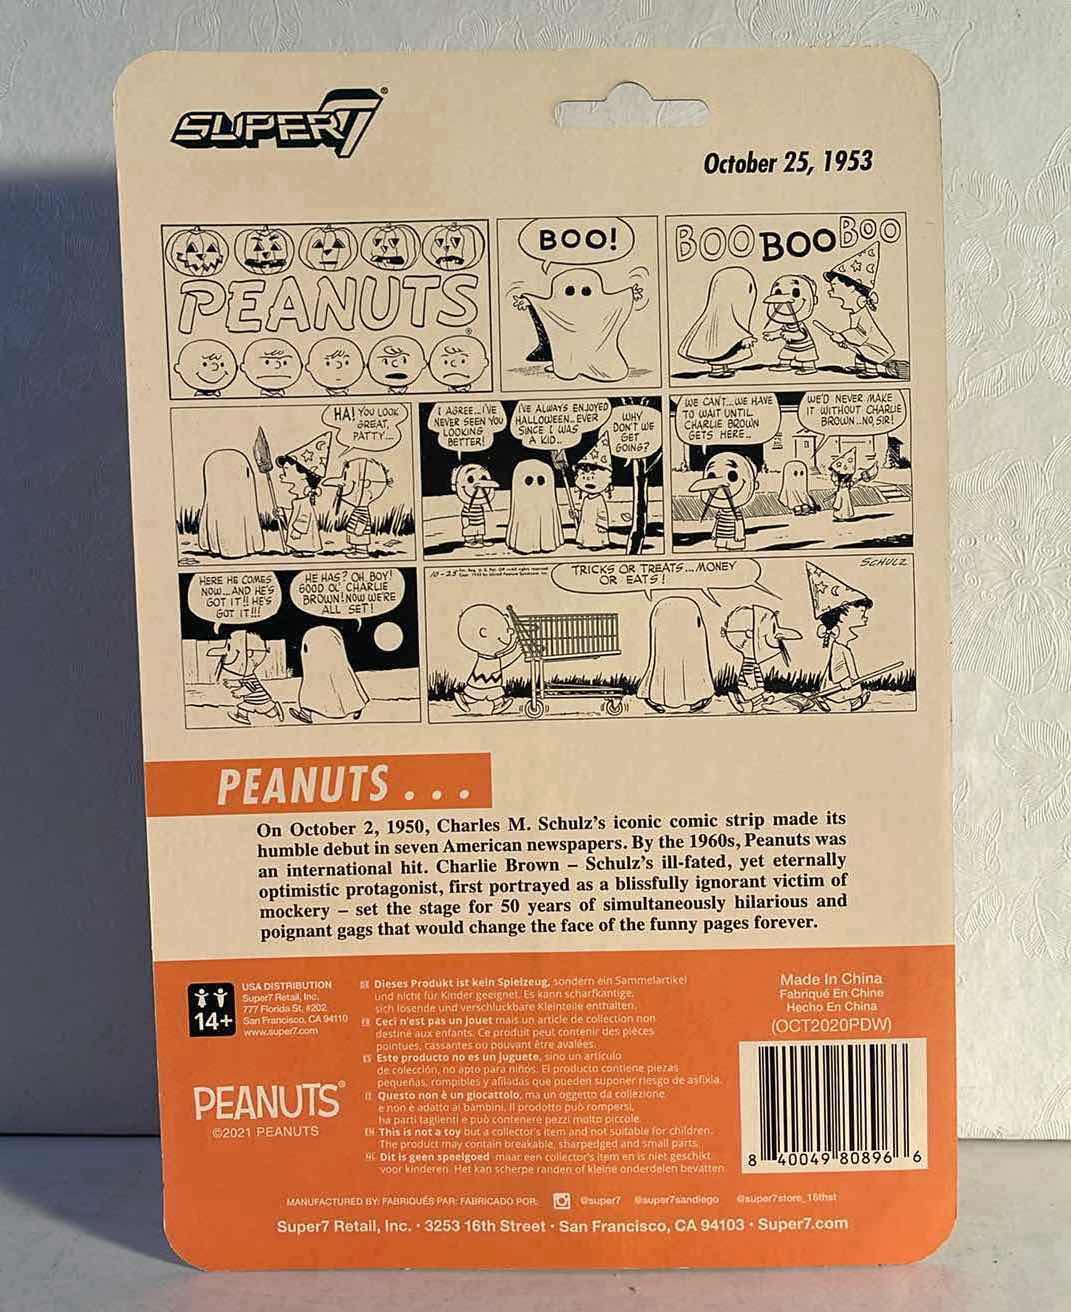 SUPER7®
October 25, 1953
PEANUTS
®
BOO!
BOO BOO BOO
HA! YOU LOOK
GREAT,
PATTY...
I AGREE...I'VE
NEVER SEEN YOU
LOOKING
BETTER!
I'VE ALWAYS ENJOYED
HALLOWEEN..EVER
SINCE I WAS
A KID..
WHY
DON'T WE
GET
GOING?
WE CAN'T...WE HAVE
TO WAIT UNTIL
CHARLIE BROWN
GETS HERE..
WE'D NEVER MAKE
IT WITHOUT CHARLIE
BROWN..NO, SIR!
HERE HE COMES
NOW...AND HE'S
GOT IT!! HE'S
GOT IT!!!
HE HAS? OH, BOY!
GOOD OL' CHARLIE
BROWN! NOW WE'RE
ALL SET!
10-25
TRICKS OR TREATS...MONEY
OR EATS!
SCHULZ
PEANUTS...
On October 2, 1950, Charles M. Schulz's iconic comic strip made its
humble debut in seven American newspapers. By the 1960s, Peanuts was
an international hit. Charlie Brown – Schulz's ill-fated, yet eternally
optimistic protagonist, first portrayed as a blissfully ignorant victim of
mockery – set the stage for 50 years of simultaneously hilarious and
poignant gags that would change the face of the funny pages forever.
14+
USA DISTRIBUTION
Super7 Retail, Inc.
777 Florida St. #202
San Francisco, CA 94110
www.super7.com
PEANUTS®
©2021 PEANUTS
Dieses Produkt ist kein Spielzeug, sondern ein Sammelartikel
und nicht für Kinder geeignet. Es kann scharfkantige,
sich lösende und verschluckbare Kleinteile enthalten.
FR Ceci n'est pas un jouet mais un article de collection non
destiné aux enfants. Ce produit peut contenir des pièces
pointues, cassantes ou pouvant être avalées.
ES Este producto no es un juguete, sino un artículo
de colección, no apto para niños. El producto contiene piezas
pequeñas, rompibles y afiladas que pueden suponer riesgo de asfixia.
IT Questo non è un giocattolo, ma un oggetto da collezione
e non è adatto ai bambini. Il prodotto può rompersi,
ha parti taglienti e può contenere pezzi molto piccole.
EN This is not a toy but a collector's item and not suitable for children.
The product may contain breakable, sharpedged and small parts.
Dit is geen speelgoed maar een collector's item en is niet geschikt
voor kinderen. Het kan scherpe randen of kleine onderdelen bevatten.
Made In China
Fabriqué En Chine
Hecho En China
(OCT2020PDW)
8 40049 80896 6
MANUFACTURED BY: FABRIQUÉS PAR: FABRICADO POR: @super7 @super7sandiego @super7store_16thst
Super7 Retail, Inc. · 3253 16th Street · San Francisco, CA 94103 · Super7.com